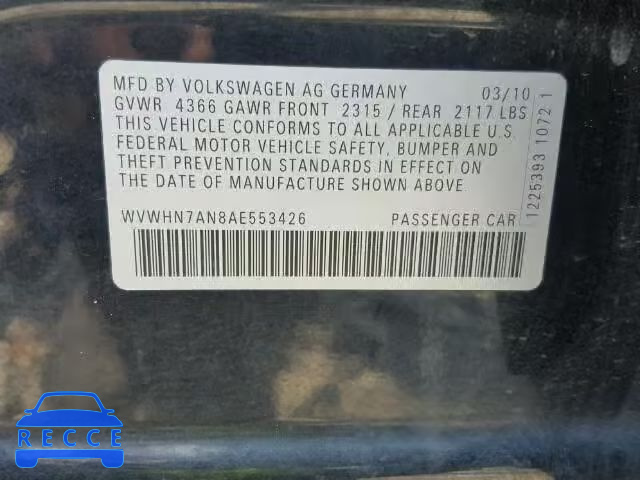 MFD BY VOLKSWAGEN AG GERMANY 03/10
GVWR 4366 GAWR FRONT 2315 / REAR 2117 LBS
THIS VEHICLE CONFORMS TO ALL APPLICABLE U.S.
FEDERAL MOTOR VEHICLE SAFETY, BUMPER AND
THEFT PREVENTION STANDARDS IN EFFECT ON
THE DATE OF MANUFACTURE SHOWN ABOVE.
WVWHN7AN8AE553426 PASSENGER CAR
1225393 1072 1
RECCE